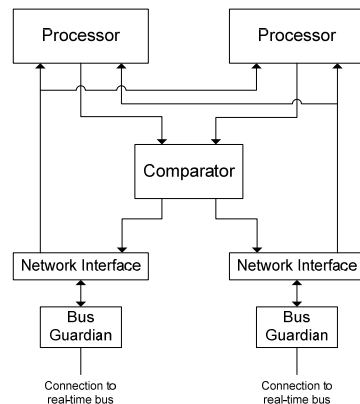 Processor
Processor
Comparator
Network Interface
Network Interface
Bus
Guardian
Bus
Guardian
Connection to
real-time bus
Connection to
real-time bus